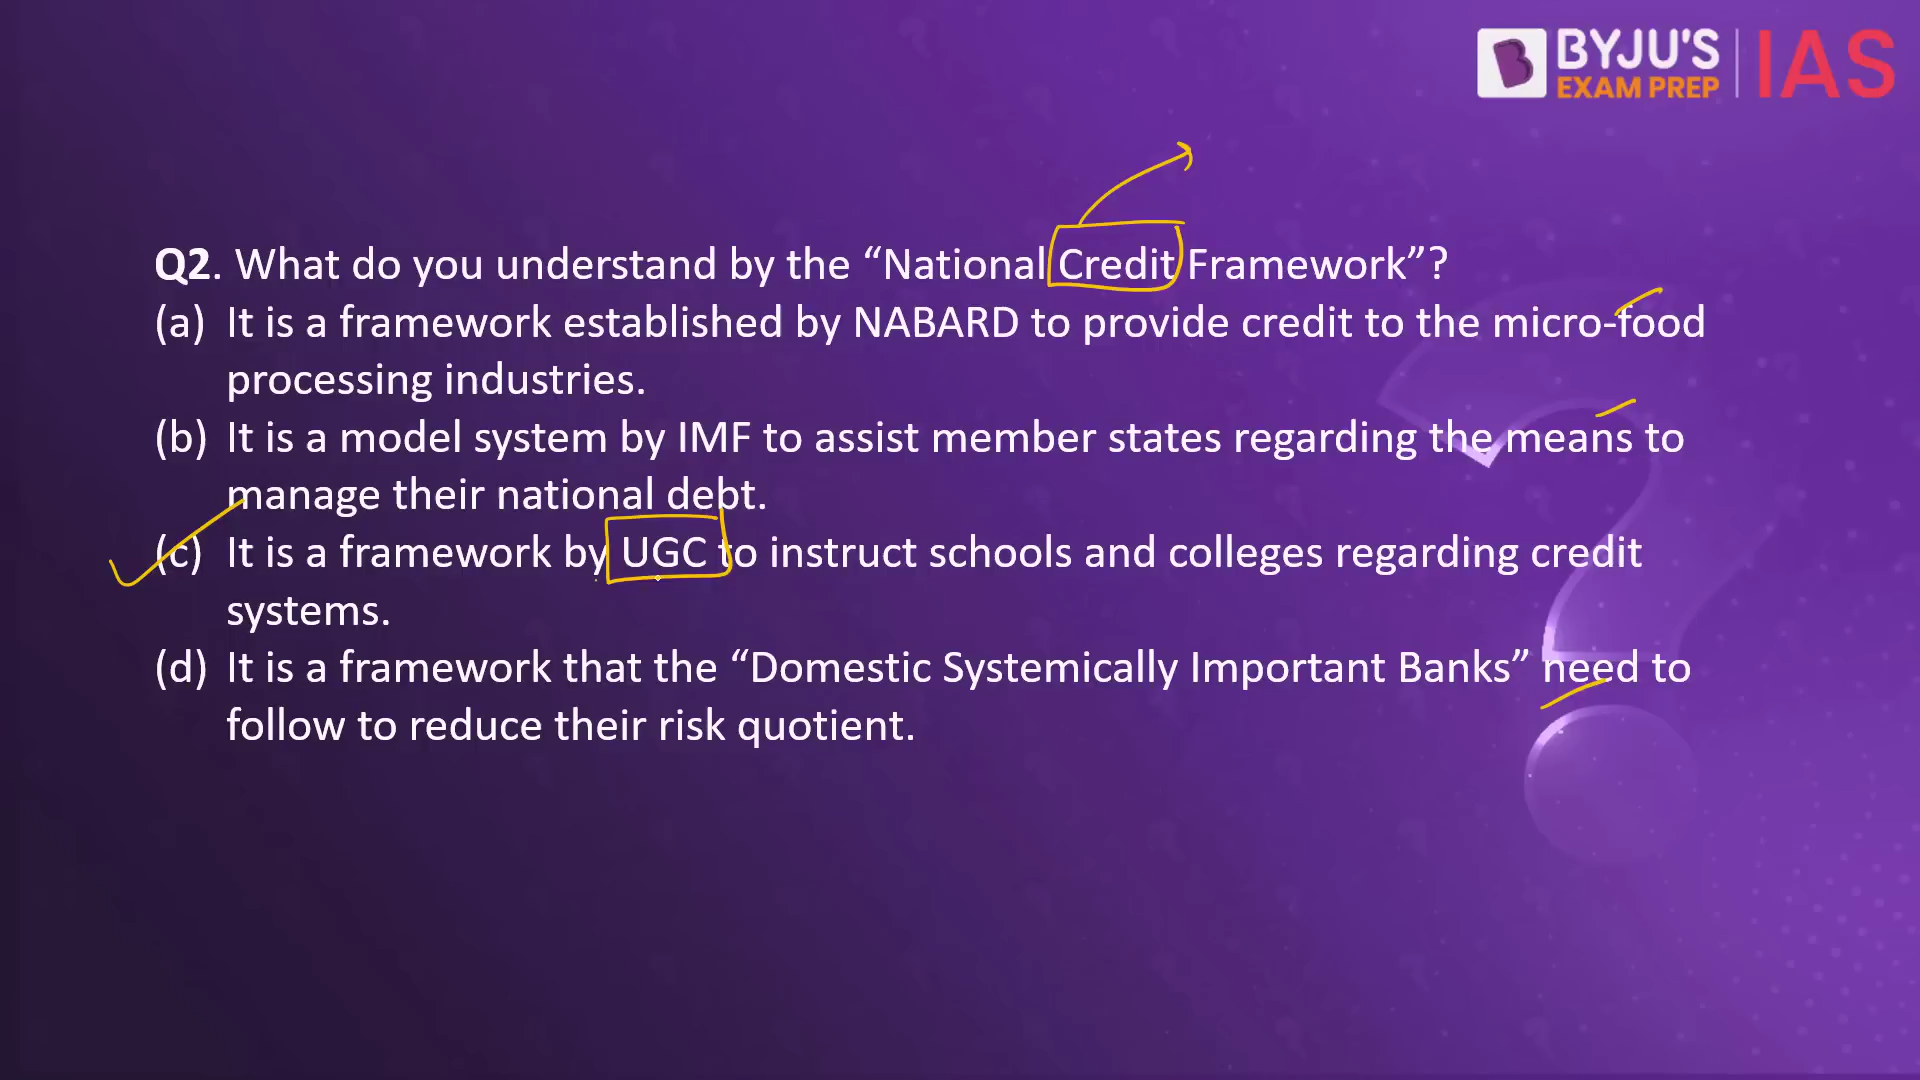 BYJU'S
EXAM PREP
IAS
Q2. What do you understand by the “National Credit Framework”?
(a) It is a framework established by NABARD to provide credit to the micro-food
processing industries.
(b) It is a model system by IMF to assist member states regarding the means to
manage their national debt.
(c) It is a framework by UGC to instruct schools and colleges regarding credit
systems.
(d) It is a framework that the “Domestic Systemically Important Banks” need to
follow to reduce their risk quotient.